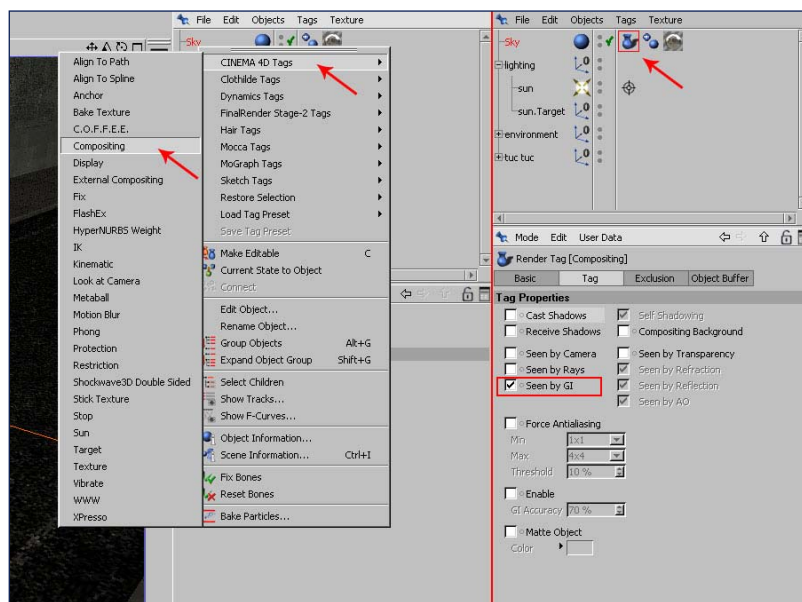 File Edit Objects Tags Texture
Sky
Align To Path
Align To Spline
Anchor
Bake Texture
C.O.F.F.E.E.
Compositing
Display
External Compositing
Fix
FlashEx
HyperNURBS Weight
IK
Kinematic
Look at Camera
Metaball
Motion Blur
Phong
Protection
Restriction
Shockwave3D Double Sided
Stick Texture
Stop
Sun
Target
Texture
Vibrate
WWW
XPresso
CINEMA 4D Tags
Clothilde Tags
Dynamics Tags
FinalRender Stage-2 Tags
Hair Tags
Mocca Tags
MoGraph Tags
Sketch Tags
Restore Selection
Load Tag Preset
Save Tag Preset
Make Editable C
Current State to Object
Connect
Edit Object...
Rename Object...
Group Objects Alt+G
Expand Object Group Shift+G
Select Children
Show Tracks...
Show F-Curves...
Object Information...
Scene Information... Ctrl+I
Fix Bones
Reset Bones
Bake Particles...
File Edit Objects Tags Texture
Sky
lighting
sun
sun.Target
environment
tuc tuc
Mode Edit User Data
Render Tag [Compositing]
Basic Tag Exclusion Object Buffer
Tag Properties
Cast Shadows Self Shadowing
Receive Shadows Compositing Background
Seen by Camera Seen by Transparency
Seen by Rays Seen by Refraction
Seen by GI Seen by Reflection
Seen by AO
Force Antialiasing
Min 1x1
Max 4x4
Threshold 10 %
Enable
GI Accuracy 70 %
Matte Object
Color